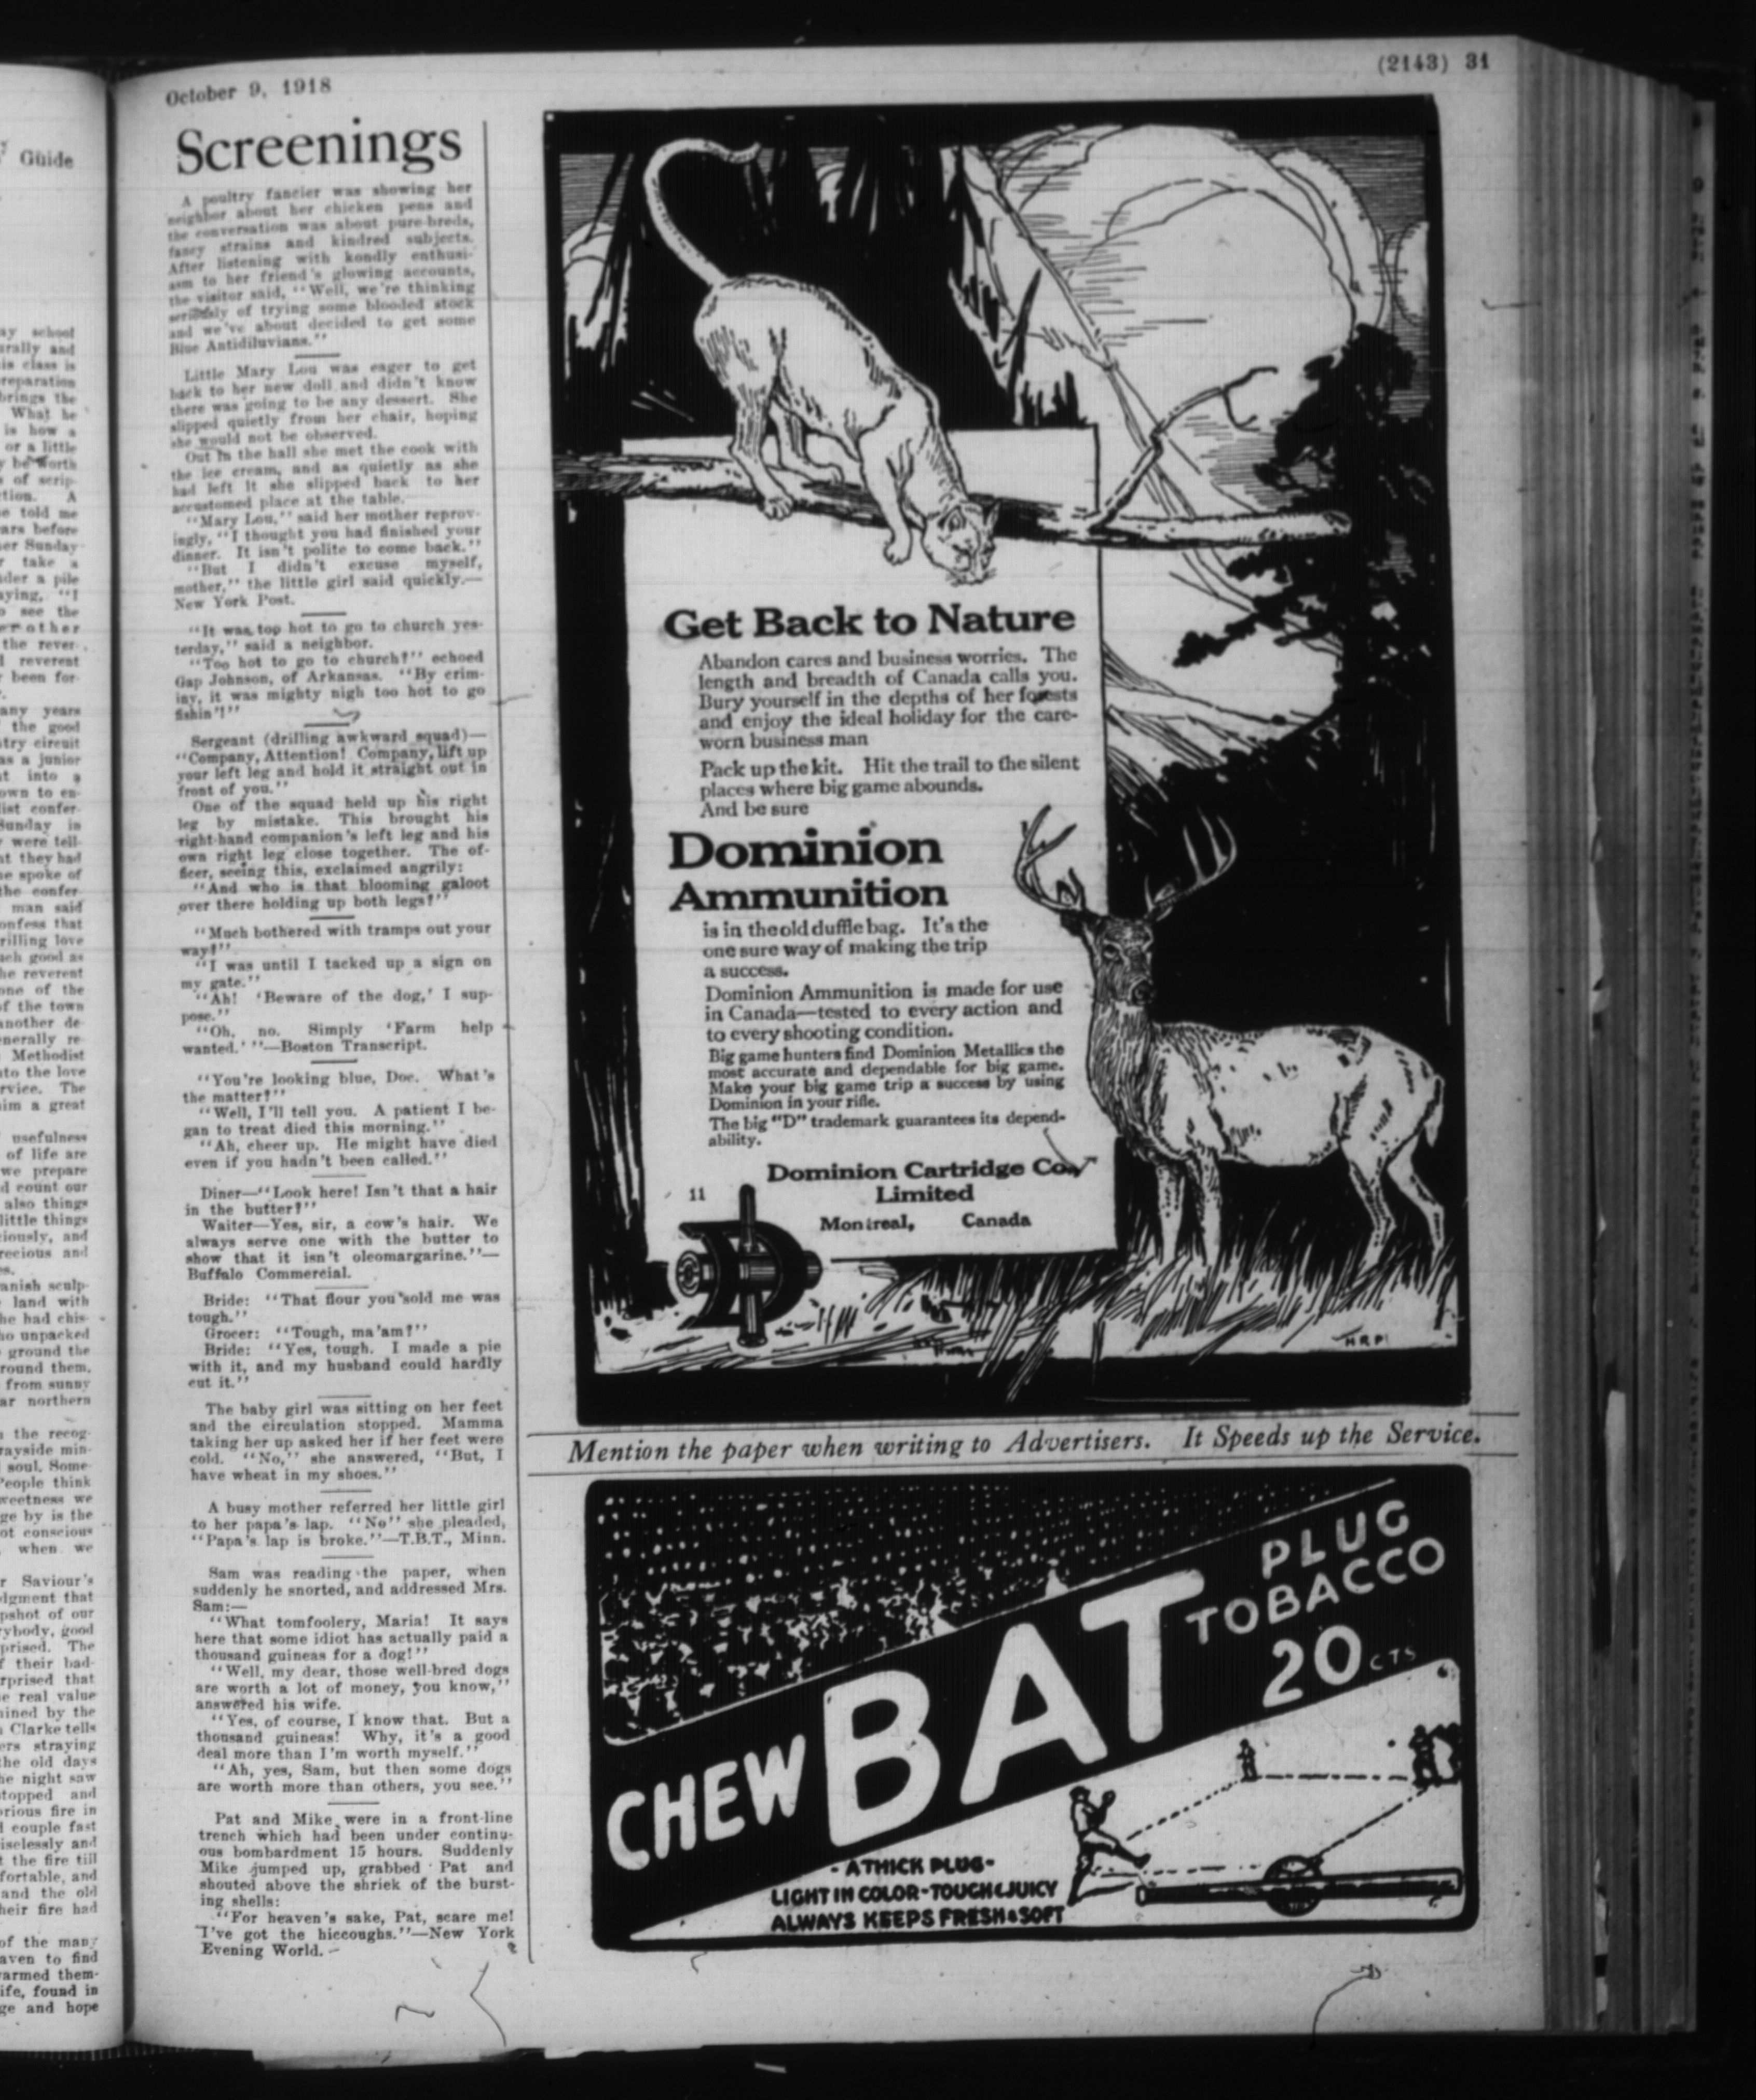 October 9, 1918
(2143) 31
Guide
Screenings
A poultry fancier was showing her
neighbor about her chicken pens and
the conversation was about pure-breds,
fancy strains and kindred subjects.
After listening with kondly enthusi-
asm to her friend's glowing accounts,
the visitor said, "Well, we're thinking
seriously of trying some blooded stock
and we've about decided to get some
Blue Antidiluvians."
Little Mary Lou was eager to get
back to her new doll and didn't know
there was going to be any dessert. She
slipped quietly from her chair, hoping
she would not be observed.
Out in the hall she met the cook with
the ice cream, and as quietly as she
had left it she slipped back to her
accustomed place at the table.
"Mary Lou," said her mother reprov-
ingly, "I thought you had finished your
dinner. It isn't polite to come back."
"But I didn't excuse myself,
mother," the little girl said quickly.—
New York Post.
"It was top hot to go to church yes-
terday," said a neighbor.
"Too hot to go to church?" echoed
Gap Johnson, of Arkansas. "By crim-
iny, it was mighty nigh too hot to go
fishin'!"
Sergeant (drilling awkward squad)—
"Company, Attention! Company, lift up
your left leg and hold it straight out in
front of you."
One of the squad held up his right
leg by mistake. This brought his
right-hand companion's left leg and his
own right leg close together. The of-
ficer, seeing this, exclaimed angrily:
"And who is that blooming galoot
over there holding up both legs?"
"Much bothered with tramps out your
way?"
"I was until I tacked up a sign on
my gate."
"Ah! 'Beware of the dog,' I sup-
pose."
"Oh, no. Simply 'Farm help
wanted.' "—Boston Transcript.
"You're looking blue, Doc. What's
the matter?"
"Well, I'll tell you. A patient I be-
gan to treat died this morning."
"Ah, cheer up. He might have died
even if you hadn't been called."
Diner—"Look here! Isn't that a hair
in the butter?"
Waiter—Yes, sir, a cow's hair. We
always serve one with the butter to
show that it isn't oleomargarine."—
Buffalo Commercial.
Bride: "That flour you sold me was
tough."
Grocer: "Tough, ma'am?"
Bride: "Yes, tough. I made a pie
with it, and my husband could hardly
cut it."
The baby girl was sitting on her feet
and the circulation stopped. Mamma
taking her up asked her if her feet were
cold. "No," she answered, "But, I
have wheat in my shoes."
A busy mother referred her little girl
to her papa's lap. "No" she pleaded,
"Papa's lap is broke."—T.B.T., Minn.
Sam was reading the paper, when
suddenly he snorted, and addressed Mrs.
Sam:—
"What tomfoolery, Maria! It says
here that some idiot has actually paid a
thousand guineas for a dog!"
"Well, my dear, those well-bred dogs
are worth a lot of money, you know,"
answered his wife.
"Yes, of course, I know that. But a
thousand guineas! Why, it's a good
deal more than I'm worth myself."
"Ah, yes, Sam, but then some dogs
are worth more than others, you see."
Pat and Mike were in a front-line
trench which had been under continu-
ous bombardment 15 hours. Suddenly
Mike jumped up, grabbed Pat and
shouted above the shriek of the burst-
ing shells:
"For heaven's sake, Pat, scare me!
I've got the hiccoughs."—New York
Evening World.
Get Back to Nature
Abandon cares and business worries. The
length and breadth of Canada calls you.
Bury yourself in the depths of her forests
and enjoy the ideal holiday for the care-
worn business man
Pack up the kit. Hit the trail to the silent
places where big game abounds.
And be sure
Dominion
Ammunition
is in the old duffle bag. It's the
one sure way of making the trip
a success.
Dominion Ammunition is made for use
in Canada—tested to every action and
to every shooting condition.
Big game hunters find Dominion Metallics the
most accurate and dependable for big game.
Make your big game trip a success by using
Dominion in your rifle.
The big "D" trademark guarantees its depend-
ability.
Dominion Cartridge Co.,
Limited
11
Montreal, Canada
H.R.P.
Mention the paper when writing to Advertisers. It Speeds up the Service.
CHEW BAT
PLUG
TOBACCO
20 CTS
- A THICK PLUG -
LIGHT IN COLOR - TOUGH & JUICY
ALWAYS KEEPS FRESH & SOFT